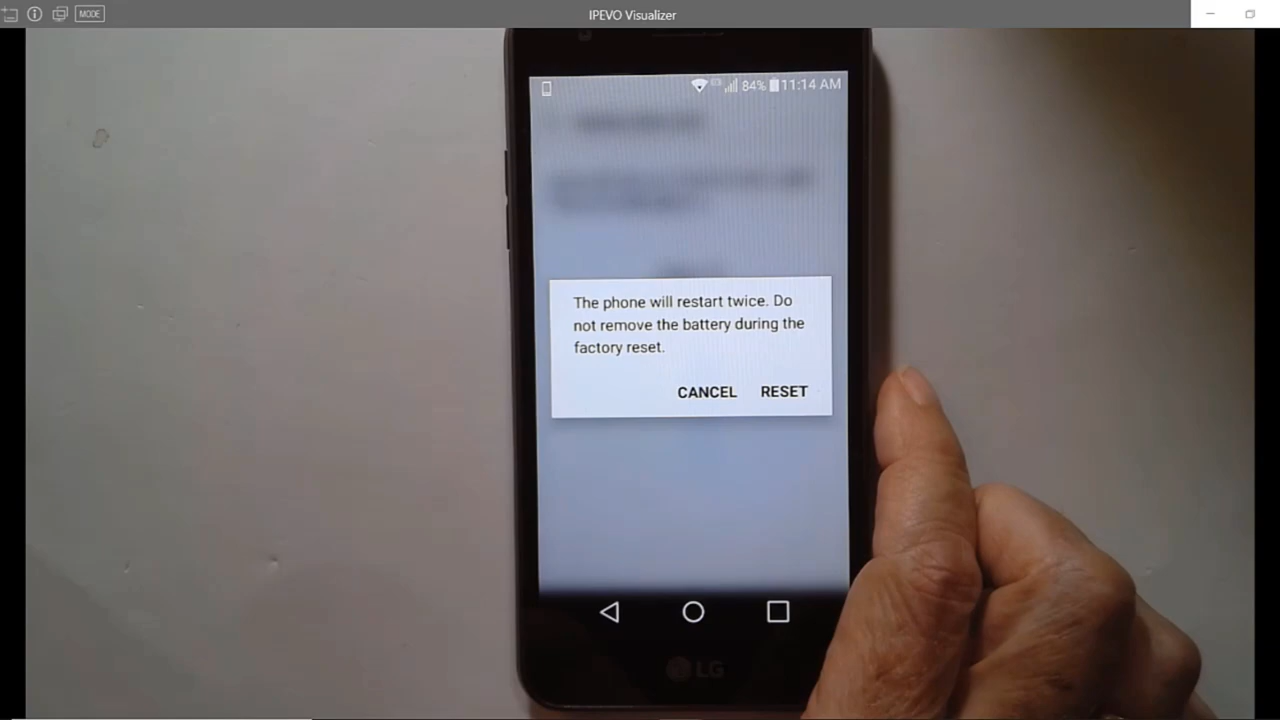 MODE
IPEVO Visualizer
84% 11:14 AM
The phone will restart twice. Do
not remove the battery during the
factory reset.
CANCEL RESET
LG